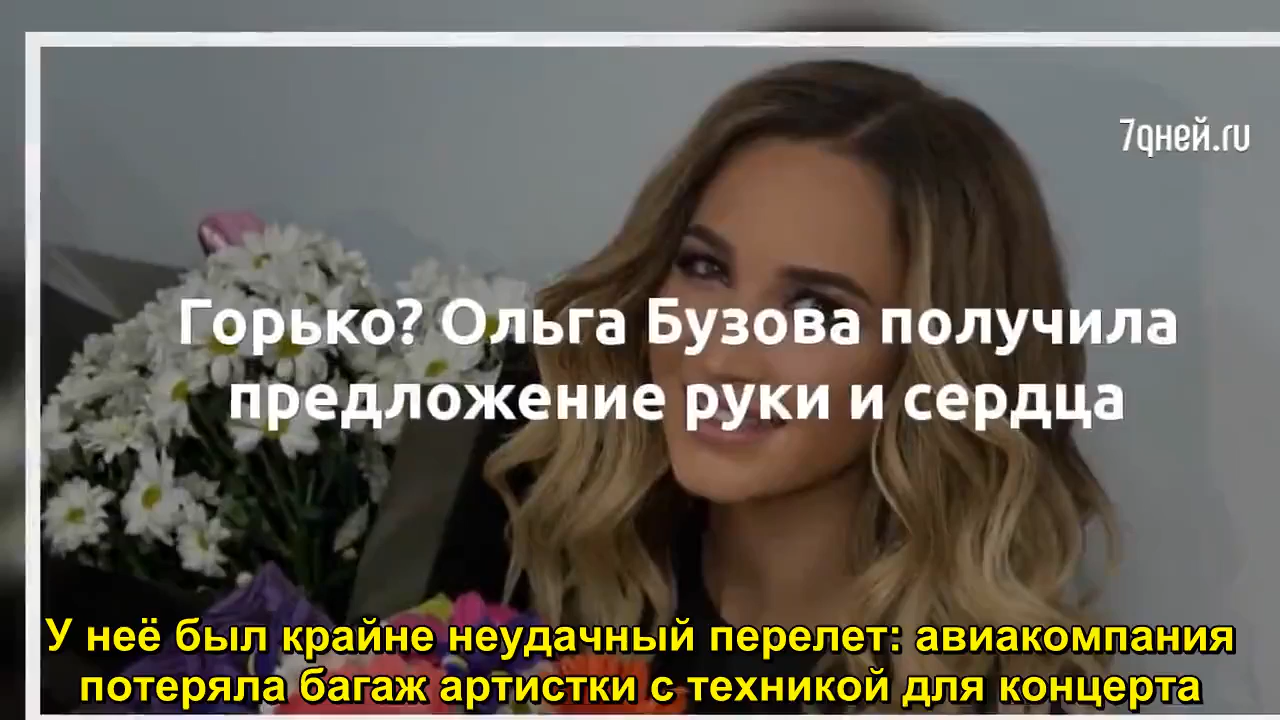 7дней.ru
Горько? Ольга Бузова получила
предложение руки и сердца
У неё был крайне неудачный перелет: авиакомпания
потеряла багаж артистки с техникой для концерта